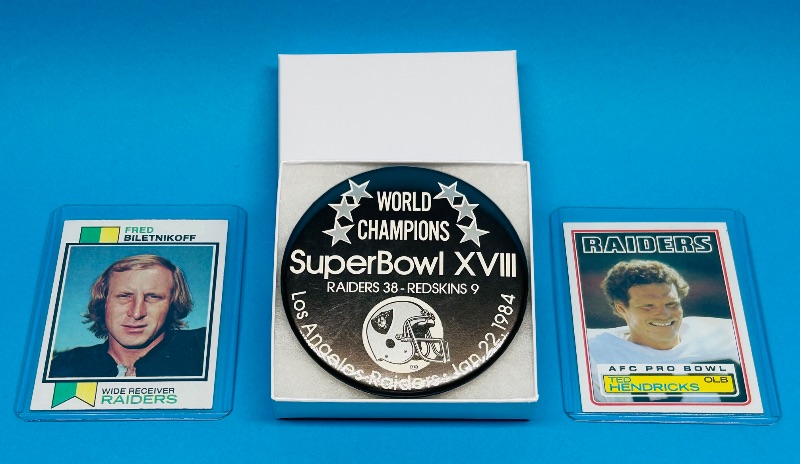 FRED
BILETNIKOFF
WIDE RECEIVER
RAIDERS
WORLD
CHAMPIONS
SuperBowl XVIII
RAIDERS 38 - REDSKINS 9
Los Angeles Raiders · Jan. 22, 1984
RAIDERS
AFC PRO BOWL
TED OLB
HENDRICKS